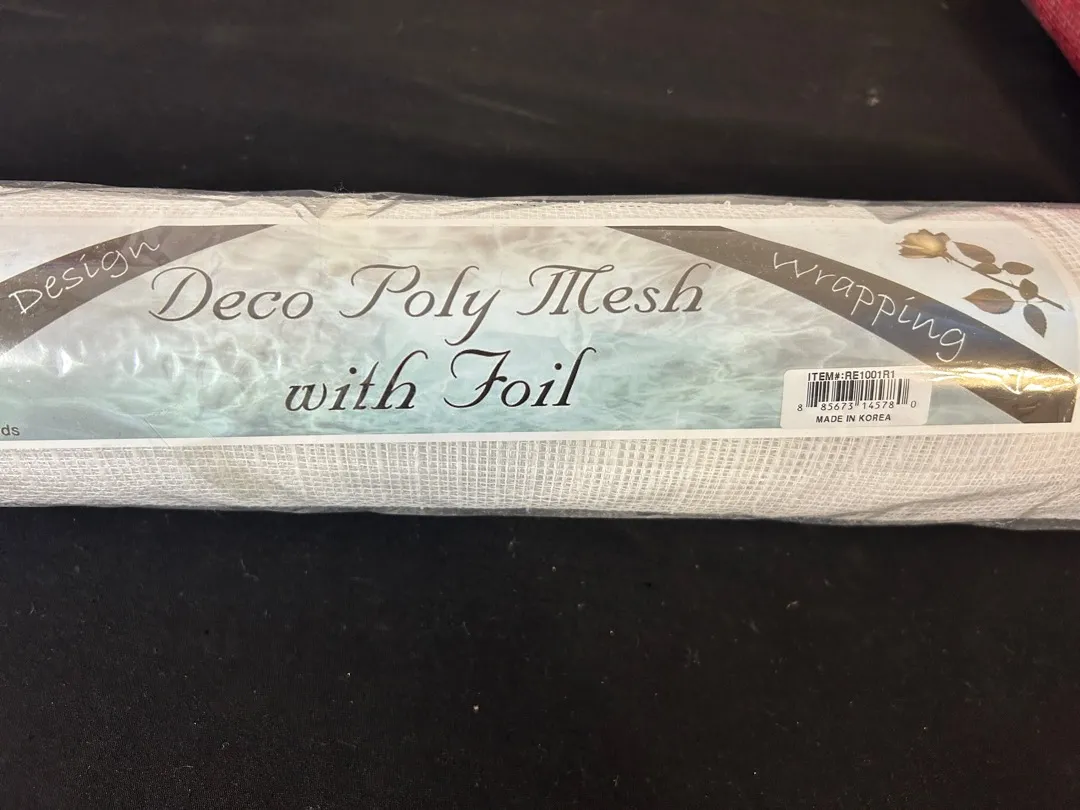 Design
Deco Poly Mesh
with Foil
Wrapping
ITEM#:RE1001R1
8 85673 14578 0
MADE IN KOREA
ds